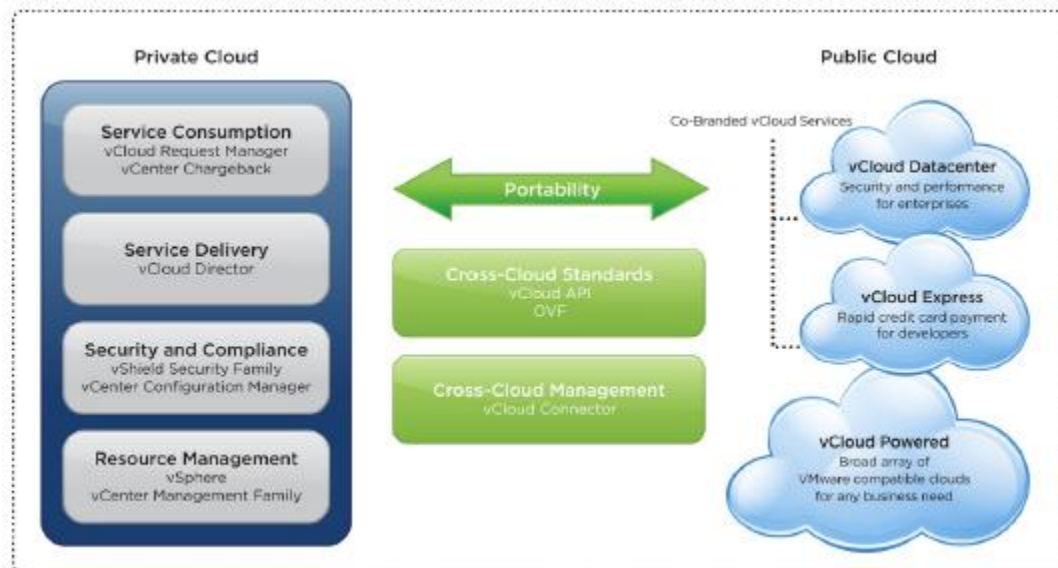 Private Cloud
Service Consumption
vCloud Request Manager
vCenter Chargeback
Service Delivery
vCloud Director
Security and Compliance
vShield Security Family
vCenter Configuration Manager
Resource Management
vSphere
vCenter Management Family
Portability
Cross-Cloud Standards
vCloud API
OVF
Cross-Cloud Management
vCloud Connector
Public Cloud
Co-Branded vCloud Services
vCloud Datacenter
Security and performance
for enterprises
vCloud Express
Rapid credit card payment
for developers
vCloud Powered
Broad array of
VMware compatible clouds
for any business need